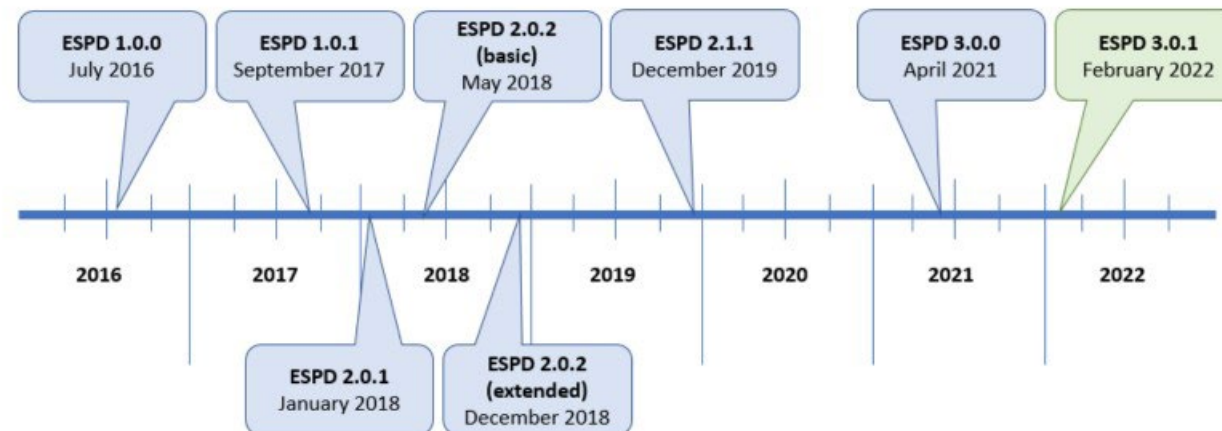 ESPD 1.0.0
July 2016
ESPD 1.0.1
September 2017
ESPD 2.0.2
(basic)
May 2018
ESPD 2.1.1
December 2019
ESPD 3.0.0
April 2021
ESPD 3.0.1
February 2022
2016
2017
2018
2019
2020
2021
2022
ESPD 2.0.1
January 2018
ESPD 2.0.2
(extended)
December 2018